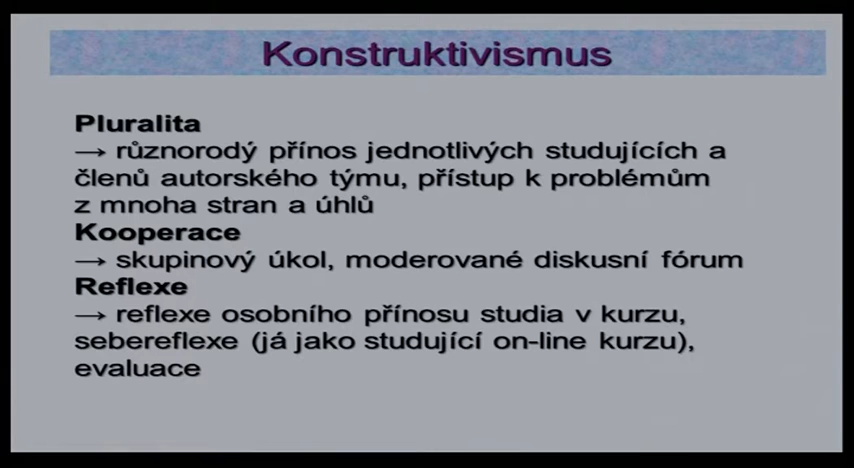 Konstruktivismus
Pluralita
→ různorodý přínos jednotlivých studujících a
členů autorského týmu, přístup k problémům
z mnoha stran a úhlů
Kooperace
→ skupinový úkol, moderované diskusní fórum
Reflexe
→ reflexe osobního přínosu studia v kurzu,
sebereflexe (já jako studující on-line kurzu),
evaluace